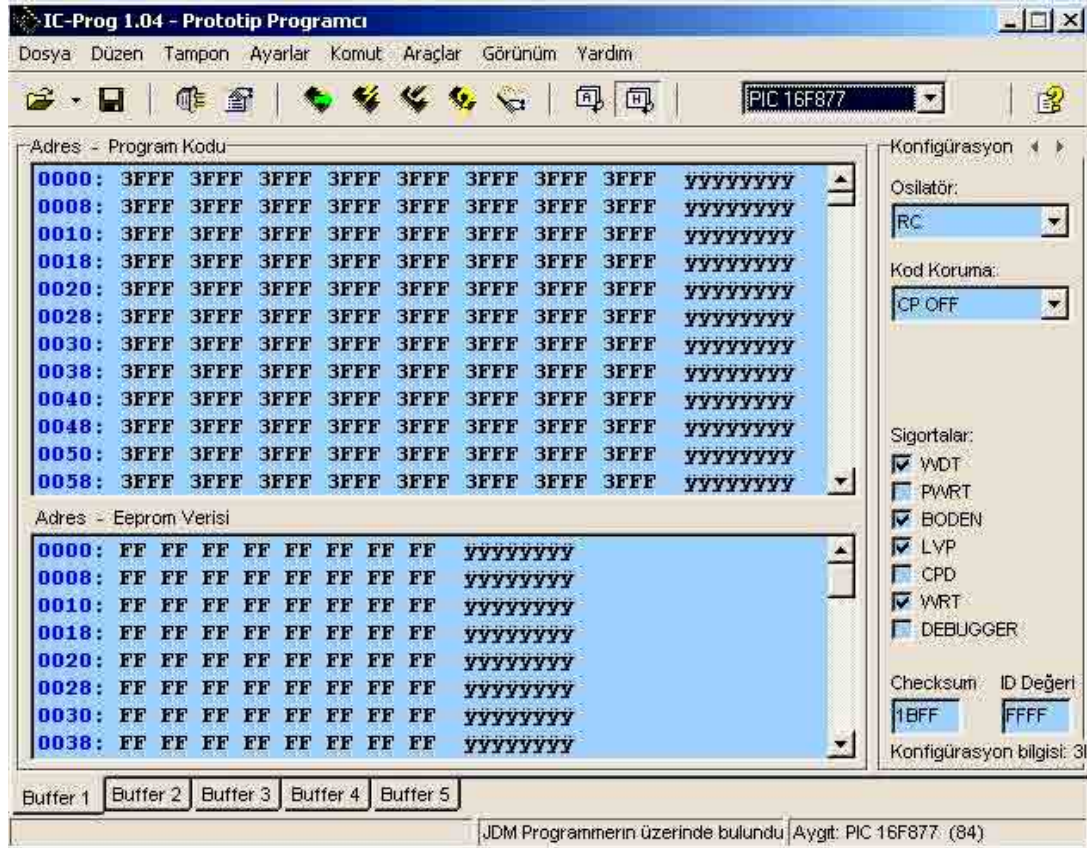 IC-Prog 1.04 - Prototip Programcı
Dosya Düzen Tampon Ayarlar Komut Araçlar Görünüm Yardım
PIC 16F877
Adres - Program Kodu
0000: 3FFF 3FFF 3FFF 3FFF 3FFF 3FFF 3FFF 3FFF ÿÿÿÿÿÿÿÿ
0008: 3FFF 3FFF 3FFF 3FFF 3FFF 3FFF 3FFF 3FFF ÿÿÿÿÿÿÿÿ
0010: 3FFF 3FFF 3FFF 3FFF 3FFF 3FFF 3FFF 3FFF ÿÿÿÿÿÿÿÿ
0018: 3FFF 3FFF 3FFF 3FFF 3FFF 3FFF 3FFF 3FFF ÿÿÿÿÿÿÿÿ
0020: 3FFF 3FFF 3FFF 3FFF 3FFF 3FFF 3FFF 3FFF ÿÿÿÿÿÿÿÿ
0028: 3FFF 3FFF 3FFF 3FFF 3FFF 3FFF 3FFF 3FFF ÿÿÿÿÿÿÿÿ
0030: 3FFF 3FFF 3FFF 3FFF 3FFF 3FFF 3FFF 3FFF ÿÿÿÿÿÿÿÿ
0038: 3FFF 3FFF 3FFF 3FFF 3FFF 3FFF 3FFF 3FFF ÿÿÿÿÿÿÿÿ
0040: 3FFF 3FFF 3FFF 3FFF 3FFF 3FFF 3FFF 3FFF ÿÿÿÿÿÿÿÿ
0048: 3FFF 3FFF 3FFF 3FFF 3FFF 3FFF 3FFF 3FFF ÿÿÿÿÿÿÿÿ
0050: 3FFF 3FFF 3FFF 3FFF 3FFF 3FFF 3FFF 3FFF ÿÿÿÿÿÿÿÿ
0058: 3FFF 3FFF 3FFF 3FFF 3FFF 3FFF 3FFF 3FFF ÿÿÿÿÿÿÿÿ
Adres - Eeprom Verisi
0000: FF FF FF FF FF FF FF FF ÿÿÿÿÿÿÿÿ
0008: FF FF FF FF FF FF FF FF ÿÿÿÿÿÿÿÿ
0010: FF FF FF FF FF FF FF FF ÿÿÿÿÿÿÿÿ
0018: FF FF FF FF FF FF FF FF ÿÿÿÿÿÿÿÿ
0020: FF FF FF FF FF FF FF FF ÿÿÿÿÿÿÿÿ
0028: FF FF FF FF FF FF FF FF ÿÿÿÿÿÿÿÿ
0030: FF FF FF FF FF FF FF FF ÿÿÿÿÿÿÿÿ
0038: FF FF FF FF FF FF FF FF ÿÿÿÿÿÿÿÿ
Konfigürasyon
Osilatör:
RC
Kod Koruma:
CP OFF
Sigortalar:
WDT
PWRT
BODEN
LVP
CPD
WRT
DEBUGGER
Checksum ID Değeri
1BFF FFFF
Konfigürasyon bilgisi:
Buffer 1 Buffer 2 Buffer 3 Buffer 4 Buffer 5
JDM Programmerın üzerinde bulundu Aygıt: PIC 16F877 (84)